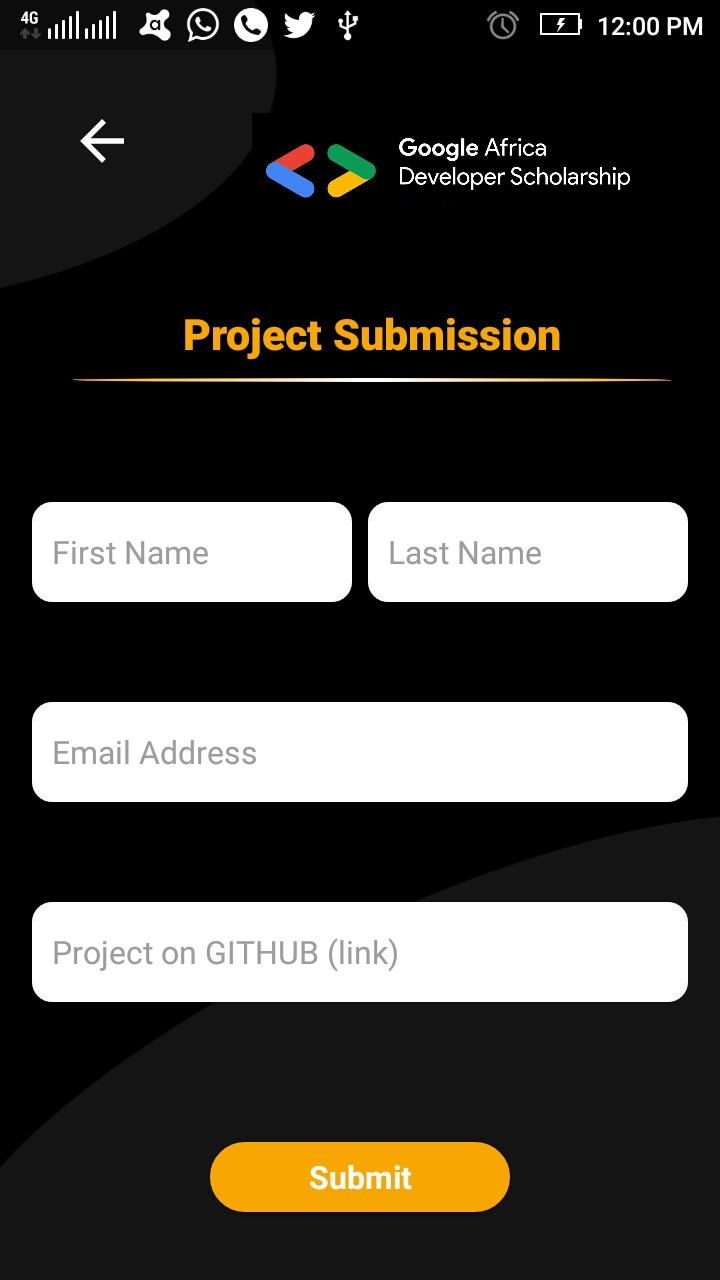 4G 12:00 PM
Google Africa
Developer Scholarship
Project Submission
First Name Last Name
Email Address
Project on GITHUB (link)
Submit